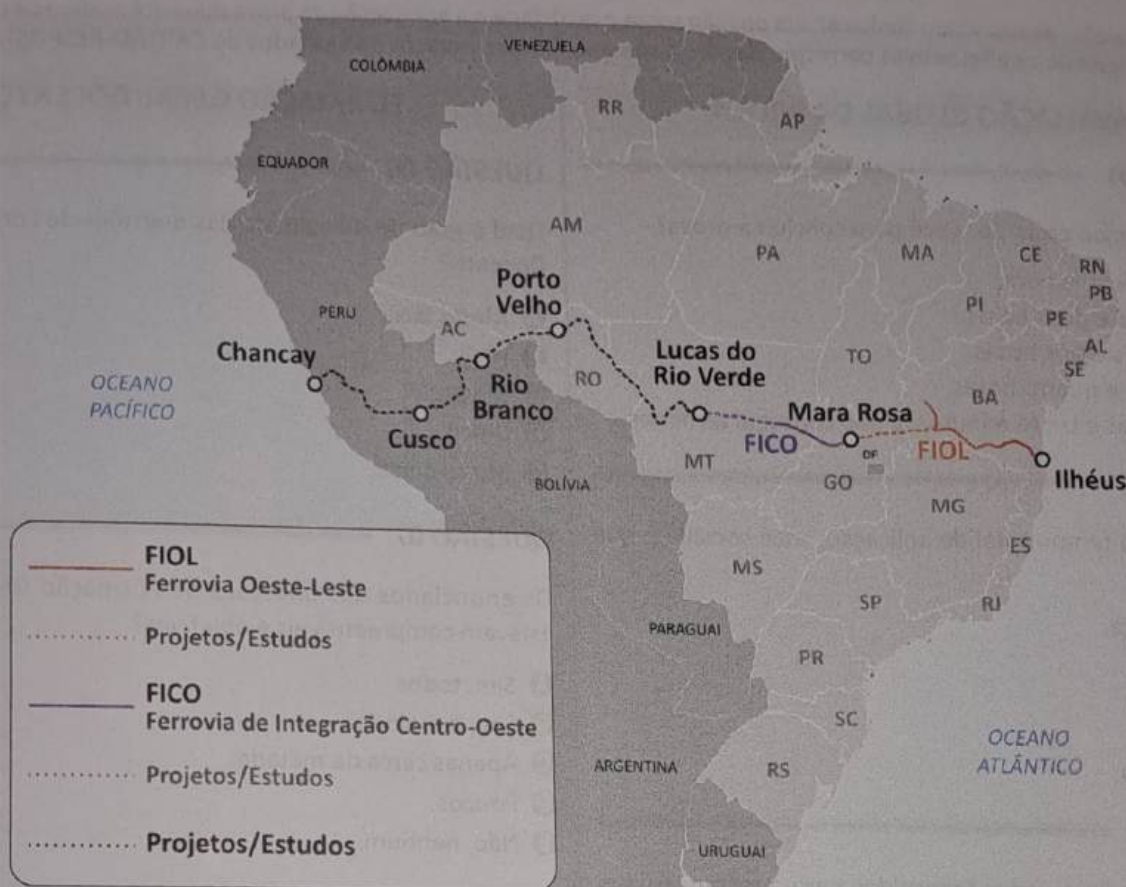 VENEZUELA
COLÔMBIA
RR
AP
EQUADOR
AM
PA
MA
CE
RN
PB
PI
PE
AL
SE
PERU
AC
Porto
Velho
TO
BA
Chancay
Lucas do
Rio Verde
RO
Rio
Branco
OCEANO
PACÍFICO
Cusco
Mara Rosa
FICO
DF
FIOL
MT
GO
Ilhéus
BOLÍVIA
MG
ES
MS
SP
RJ
PARAGUAI
PR
SC
OCEANO
ATLÂNTICO
ARGENTINA
RS
URUGUAI
FIOL
Ferrovia Oeste-Leste
Projetos/Estudos
FICO
Ferrovia de Integração Centro-Oeste
Projetos/Estudos
Projetos/Estudos